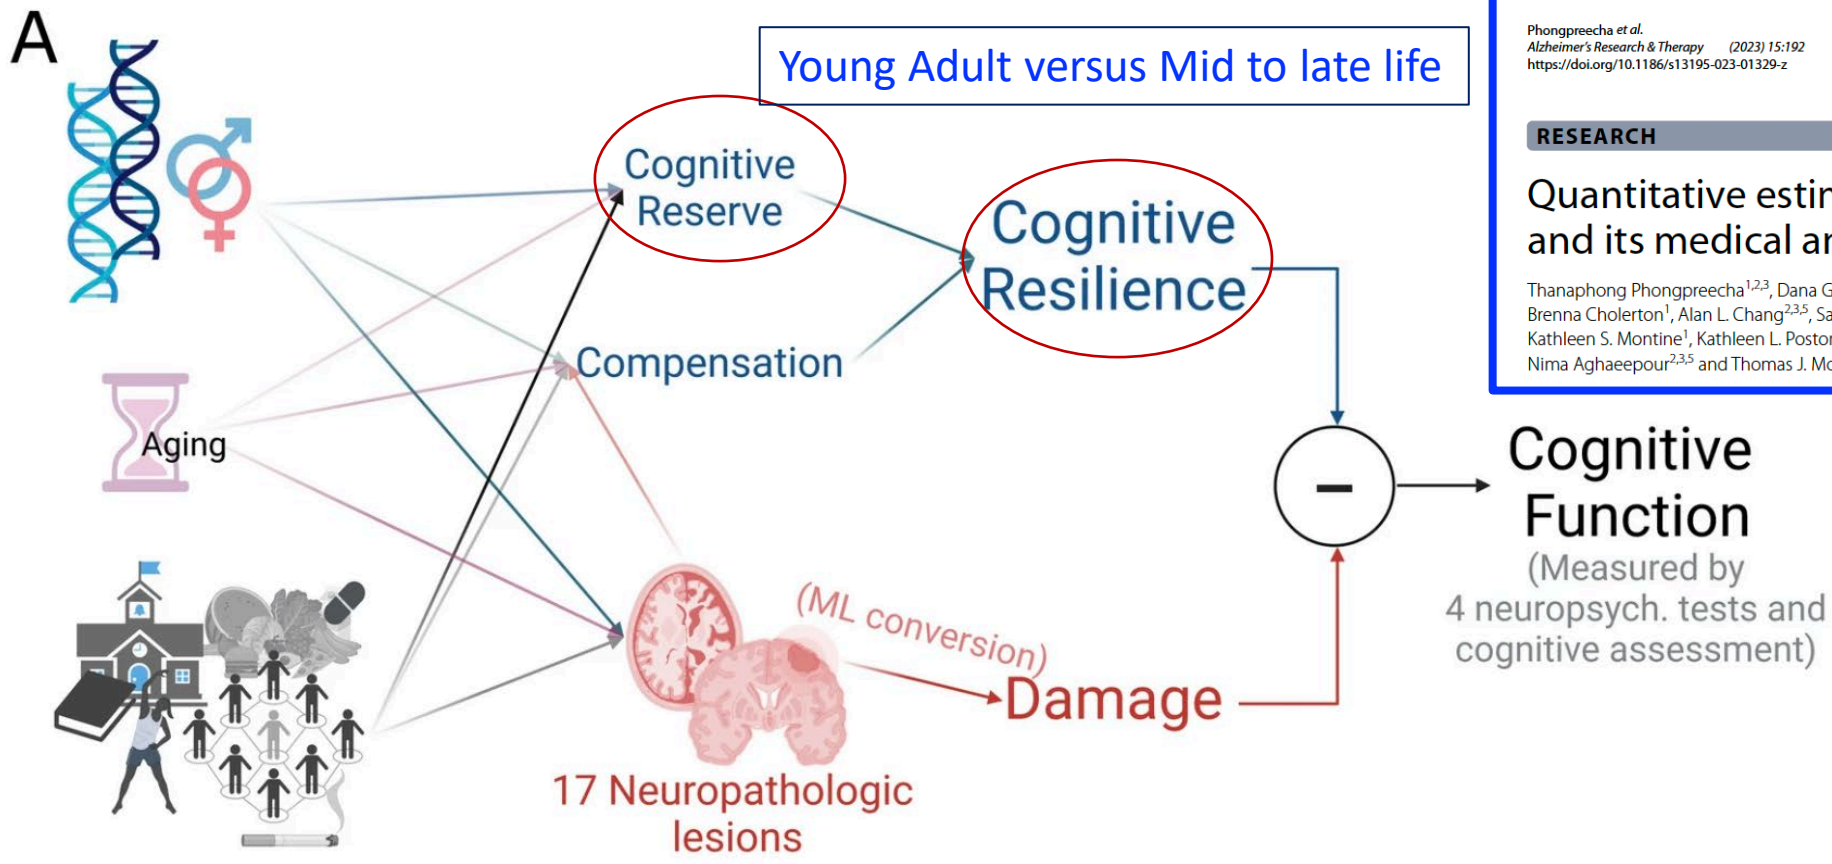 A
Young Adult versus Mid to late life
Phongpreecha et al.
Alzheimer's Research & Therapy (2023) 15:192
https://doi.org/10.1186/s13195-023-01329-z
RESEARCH
Quantitative estin
and its medical ar
Thanaphong Phongpreecha1,2,3, Dana G
Brenna Cholerton1, Alan L. Chang2,3,5, Sa
Kathleen S. Montine1, Kathleen L. Poston
Nima Aghaeepour2,3,5 and Thomas J. Mo
Cognitive
Reserve
Cognitive
Resilience
Compensation
Aging
(ML conversion)
Damage
17 Neuropathologic
lesions
−
Cognitive
Function
(Measured by
4 neuropsych. tests and
cognitive assessment)